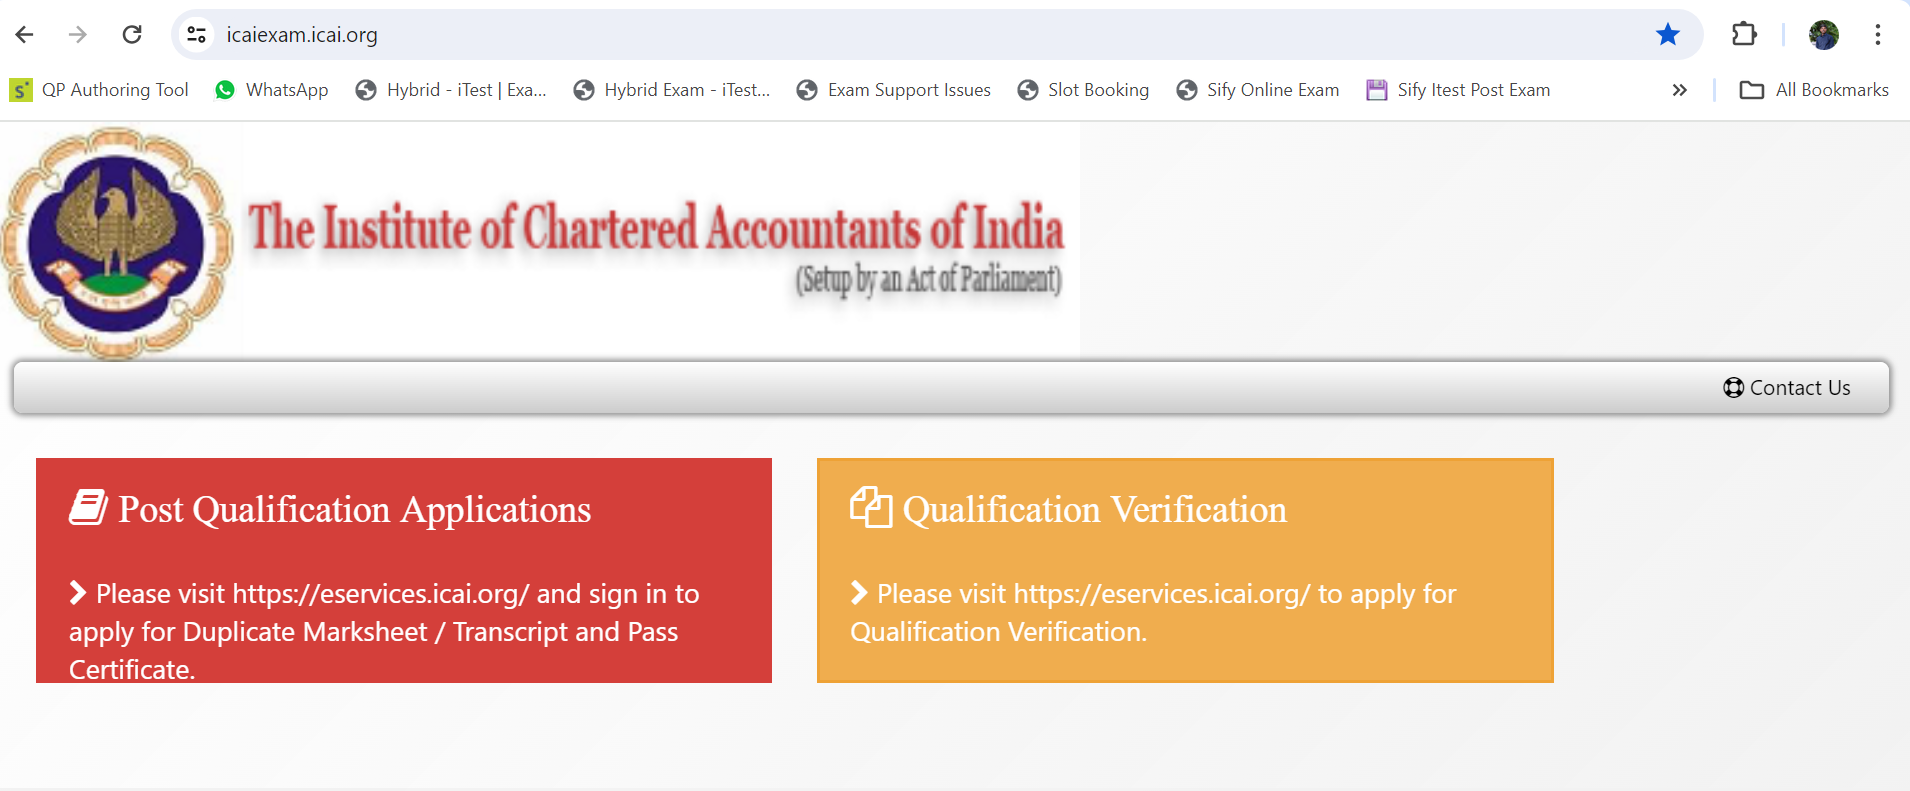 icaiexam.icai.org
QP Authoring Tool WhatsApp Hybrid - iTest | Exa... Hybrid Exam - iTest... Exam Support Issues Slot Booking Sify Online Exam Sify Itest Post Exam » All Bookmarks
The Institute of Chartered Accountants of India
(Setup by an Act of Parliament)
Contact Us
Post Qualification Applications
Please visit https://eservices.icai.org/ and sign in to
apply for Duplicate Marksheet / Transcript and Pass
Certificate.
Qualification Verification
Please visit https://eservices.icai.org/ to apply for
Qualification Verification.